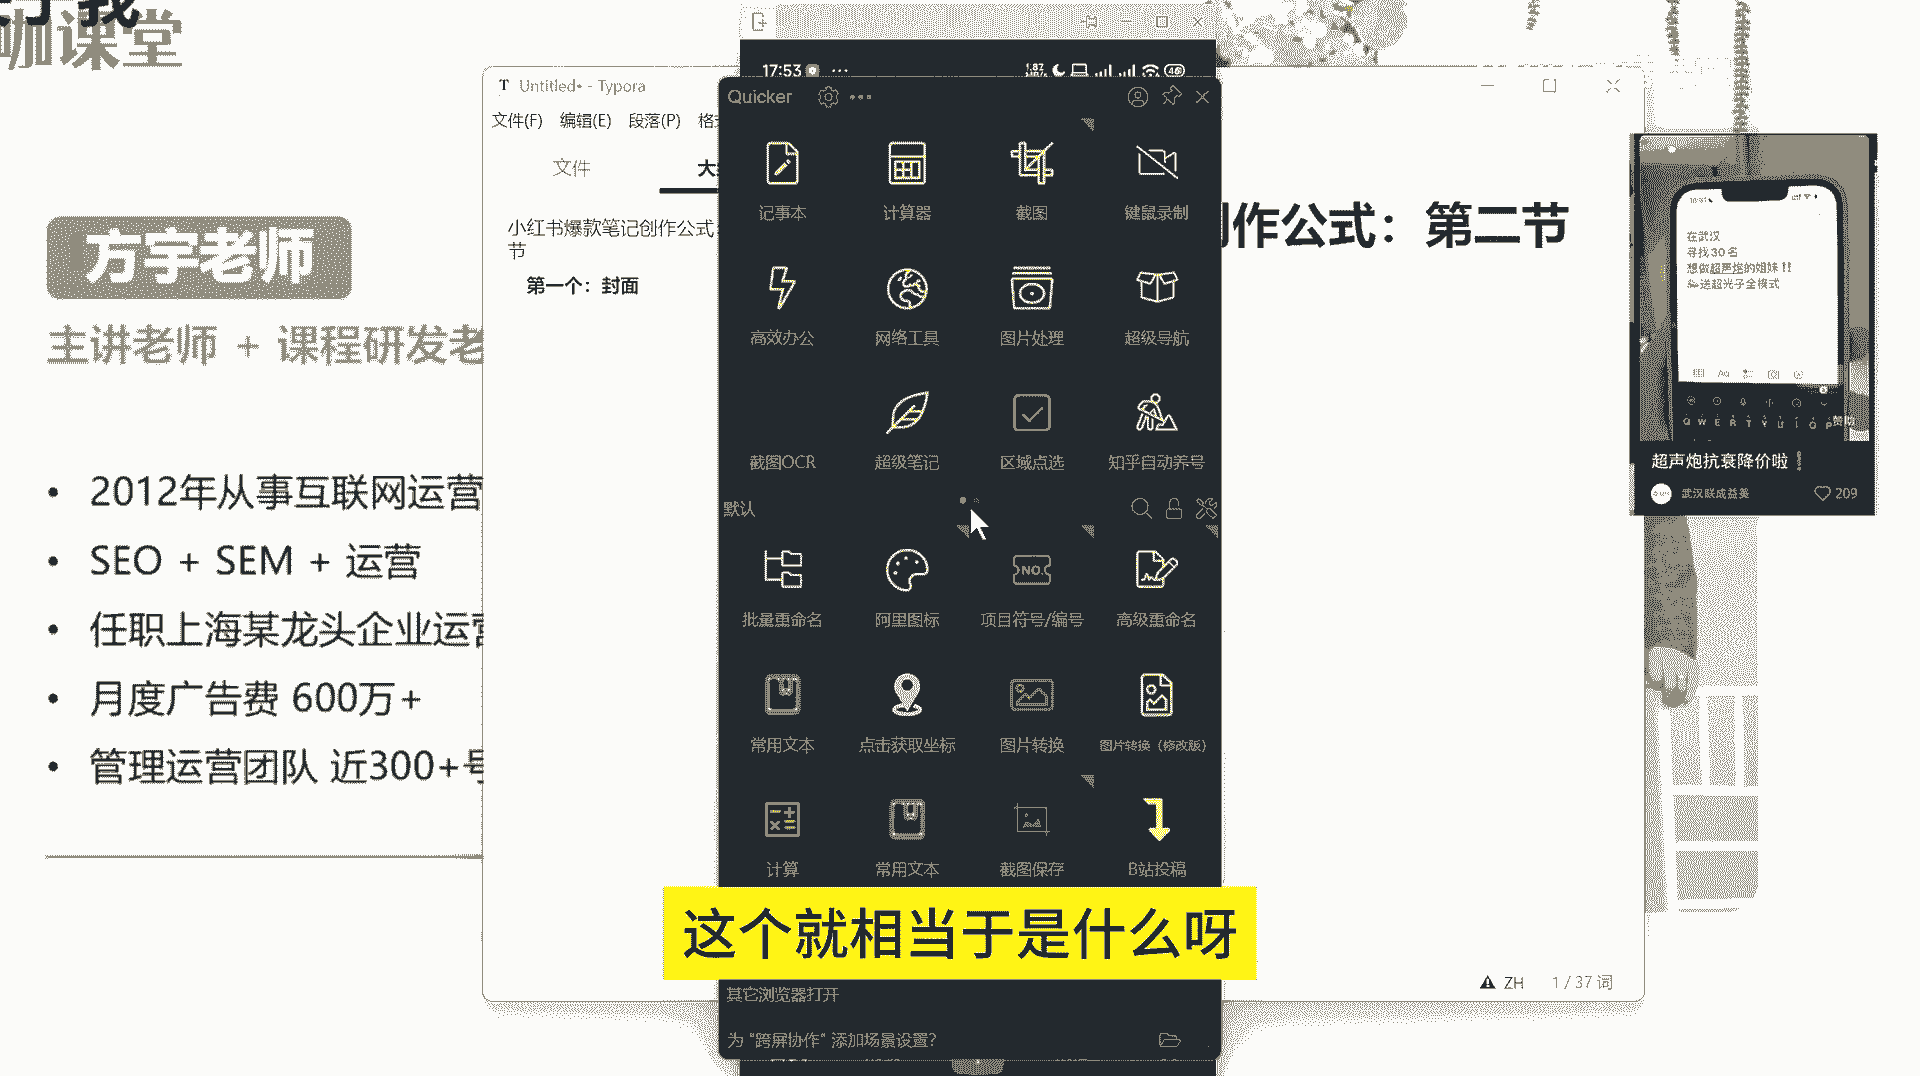 咖课堂
方宇老师
主讲老师 + 课程研发老
• 2012年从事互联网运营
• SEO + SEM + 运营
• 任职上海某龙头企业运营
• 月度广告费 600万+
• 管理运营团队 近300+号
T Untitled• - Typora
文件(F) 编辑(E) 段落(P) 格式
文件
小红书爆款笔记创作公式：
节
第一个：封面
创作公式：第二节
17:53
Quicker
记事本 计算器 截图 键鼠录制
高效办公 网络工具 图片处理 超级导航
截图OCR 超级笔记 区域点选 知乎自动养号
默认
NO.
批量重命名 阿里图标 项目符号/编号 高级重命名
常用文本 点击获取坐标 图片转换 图片转换（修改版）
计算 常用文本 截图保存 B站投稿
这个就相当于是什么呀
其它浏览器打开
为 "跨屏协作" 添加场景设置?
ZH 1 / 37 词
在武汉
寻找30名
想做超声炮的姐妹!!
送超光子全模式
Q W E R T Y U I O P
赞助
超声炮抗衰降价啦
武汉联成益美 209